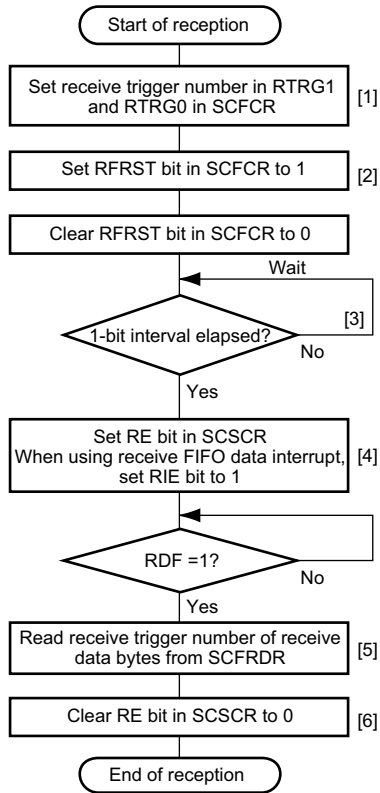 Start of reception
Set receive trigger number in RTRG1
and RTRG0 in SCFCR
[1]
Set RFRST bit in SCFCR to 1
[2]
Clear RFRST bit in SCFCR to 0
Wait
1-bit interval elapsed?
[3]
No
Yes
Set RE bit in SCSCR
When using receive FIFO data interrupt,
set RIE bit to 1
[4]
RDF =1?
No
Yes
Read receive trigger number of receive
data bytes from SCFRDR
[5]
Clear RE bit in SCSCR to 0
[6]
End of reception